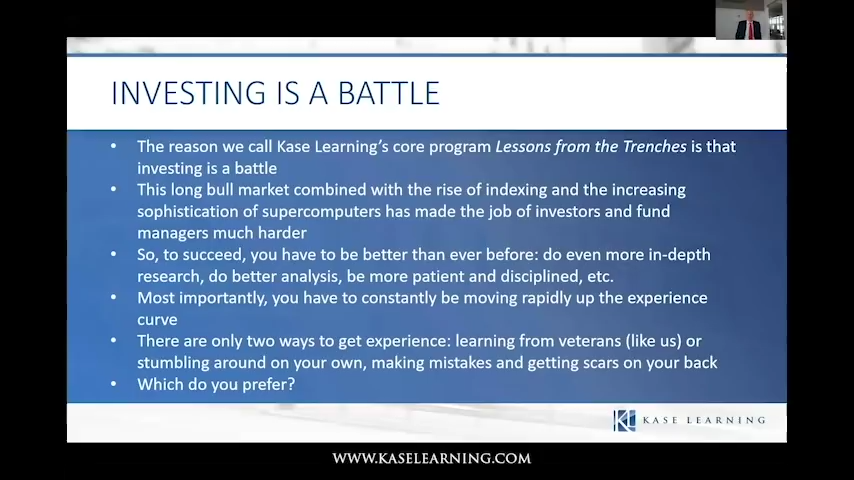 INVESTING IS A BATTLE
• The reason we call Kase Learning's core program Lessons from the Trenches is that
investing is a battle
• This long bull market combined with the rise of indexing and the increasing
sophistication of supercomputers has made the job of investors and fund
managers much harder
• So, to succeed, you have to be better than ever before: do even more in-depth
research, do better analysis, be more patient and disciplined, etc.
• Most importantly, you have to constantly be moving rapidly up the experience
curve
• There are only two ways to get experience: learning from veterans (like us) or
stumbling around on your own, making mistakes and getting scars on your back
• Which do you prefer?
KL KASE LEARNING
WWW.KASELEARNING.COM